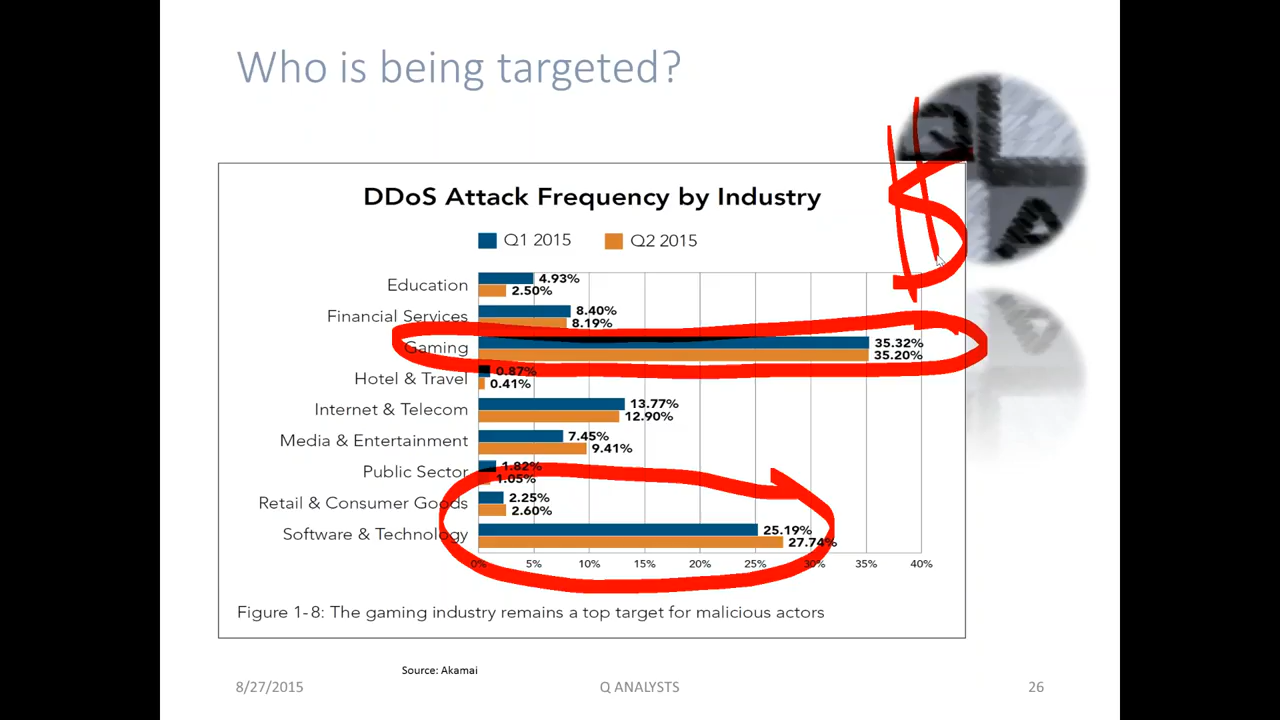 Who is being targeted?
DDoS Attack Frequency by Industry
Q1 2015 Q2 2015
Education 4.93%
2.50%
Financial Services 8.40%
8.19%
Gaming 35.32%
35.20%
Hotel & Travel 0.87%
0.41%
Internet & Telecom 13.77%
12.90%
Media & Entertainment 7.45%
9.41%
Public Sector 1.82%
1.05%
Retail & Consumer Goods 2.25%
2.60%
Software & Technology 25.19%
27.74%
0% 5% 10% 15% 20% 25% 30% 35% 40%
Figure 1-8: The gaming industry remains a top target for malicious actors
Source: Akamai
8/27/2015 Q ANALYSTS 26